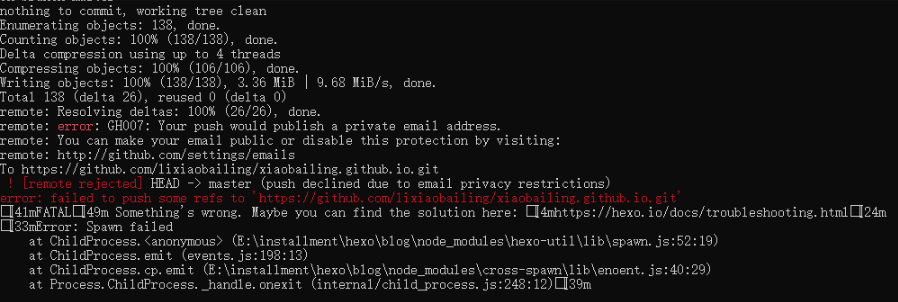 nothing to commit, working tree clean
Enumerating objects: 138, done.
Counting objects: 100% (138/138), done.
Delta compression using up to 4 threads
Compressing objects: 100% (106/106), done.
Writing objects: 100% (138/138), 3.36 MiB | 9.68 MiB/s, done.
Total 138 (delta 26), reused 0 (delta 0)
remote: Resolving deltas: 100% (26/26), done.
remote: error: GH007: Your push would publish a private email address.
remote: You can make your email public or disable this protection by visiting:
remote: http://github.com/settings/emails
To https://github.com/lixiaobailing/xiaobailing.github.io.git
! [remote rejected] HEAD -> master (push declined due to email privacy restrictions)
error: failed to push some refs to 'https://github.com/lixiaobailing/xiaobailing.github.io.git'
□[41mFATAL□[49m Something's wrong. Maybe you can find the solution here: □[4mhttps://hexo.io/docs/troubleshooting.html□[24m
□[33mError: Spawn failed
at ChildProcess.<anonymous> (E:\installment\hexo\blog\node_modules\hexo-util\lib\spawn.js:52:19)
at ChildProcess.emit (events.js:198:13)
at ChildProcess.cp.emit (E:\installment\hexo\blog\node_modules\cross-spawn\lib\enoent.js:40:29)
at Process.ChildProcess._handle.onexit (internal/child_process.js:248:12)□[39m